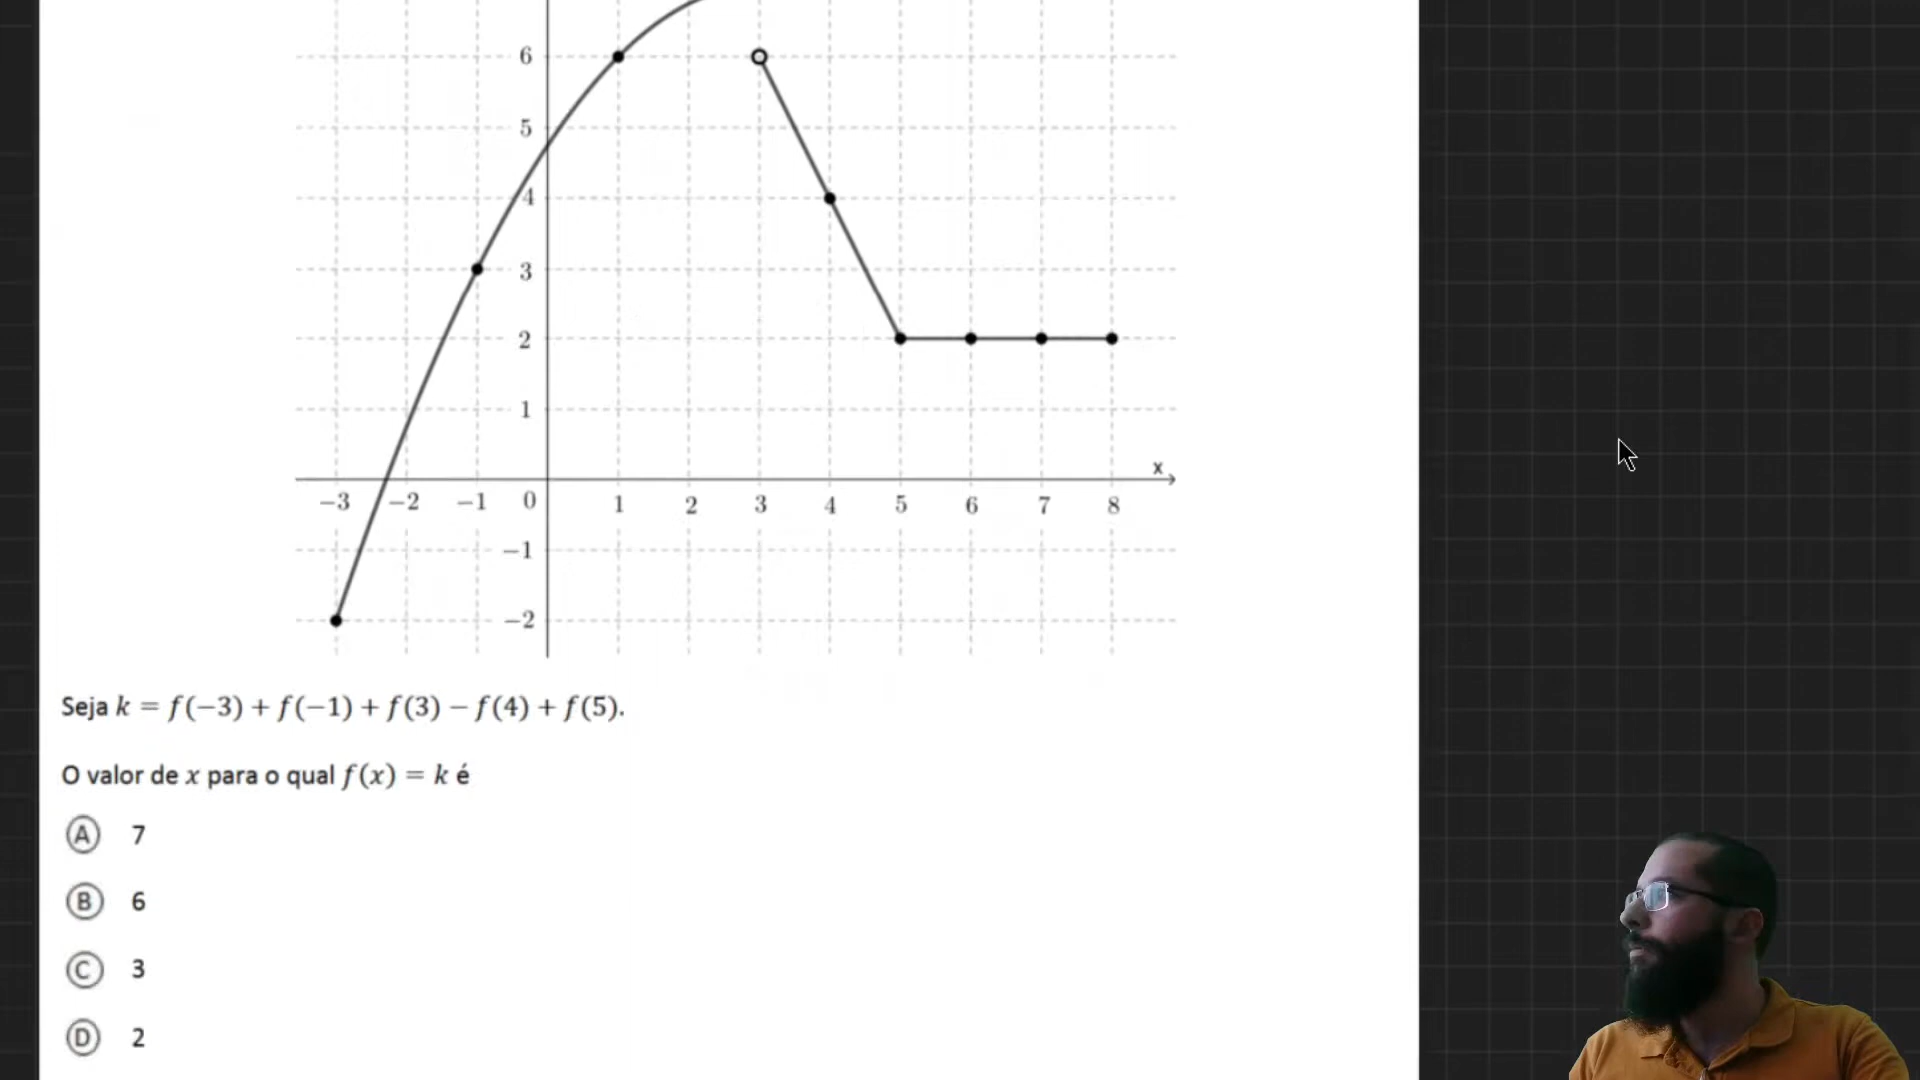 6
5
4
3
2
1
x
−3 −2 −1 0 1 2 3 4 5 6 7 8
−1
−2
Seja k = f(−3) + f(−1) + f(3) − f(4) + f(5).
O valor de x para o qual f(x) = k é
A 7
B 6
C 3
D 2